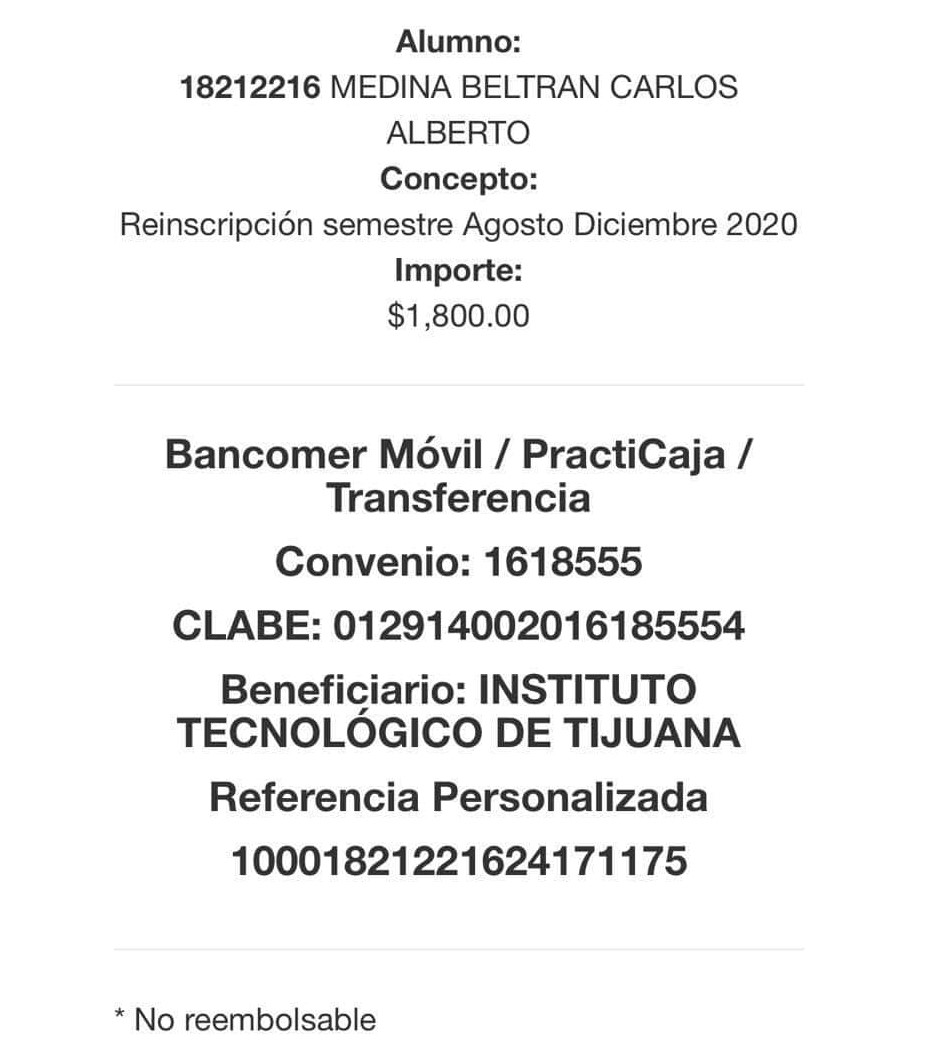 Alumno:
18212216 MEDINA BELTRAN CARLOS
ALBERTO
Concepto:
Reinscripción semestre Agosto Diciembre 2020
Importe:
$1,800.00
Bancomer Móvil / PractiCaja /
Transferencia
Convenio: 1618555
CLABE: 012914002016185554
Beneficiario: INSTITUTO
TECNOLÓGICO DE TIJUANA
Referencia Personalizada
10001821221624171175
* No reembolsable